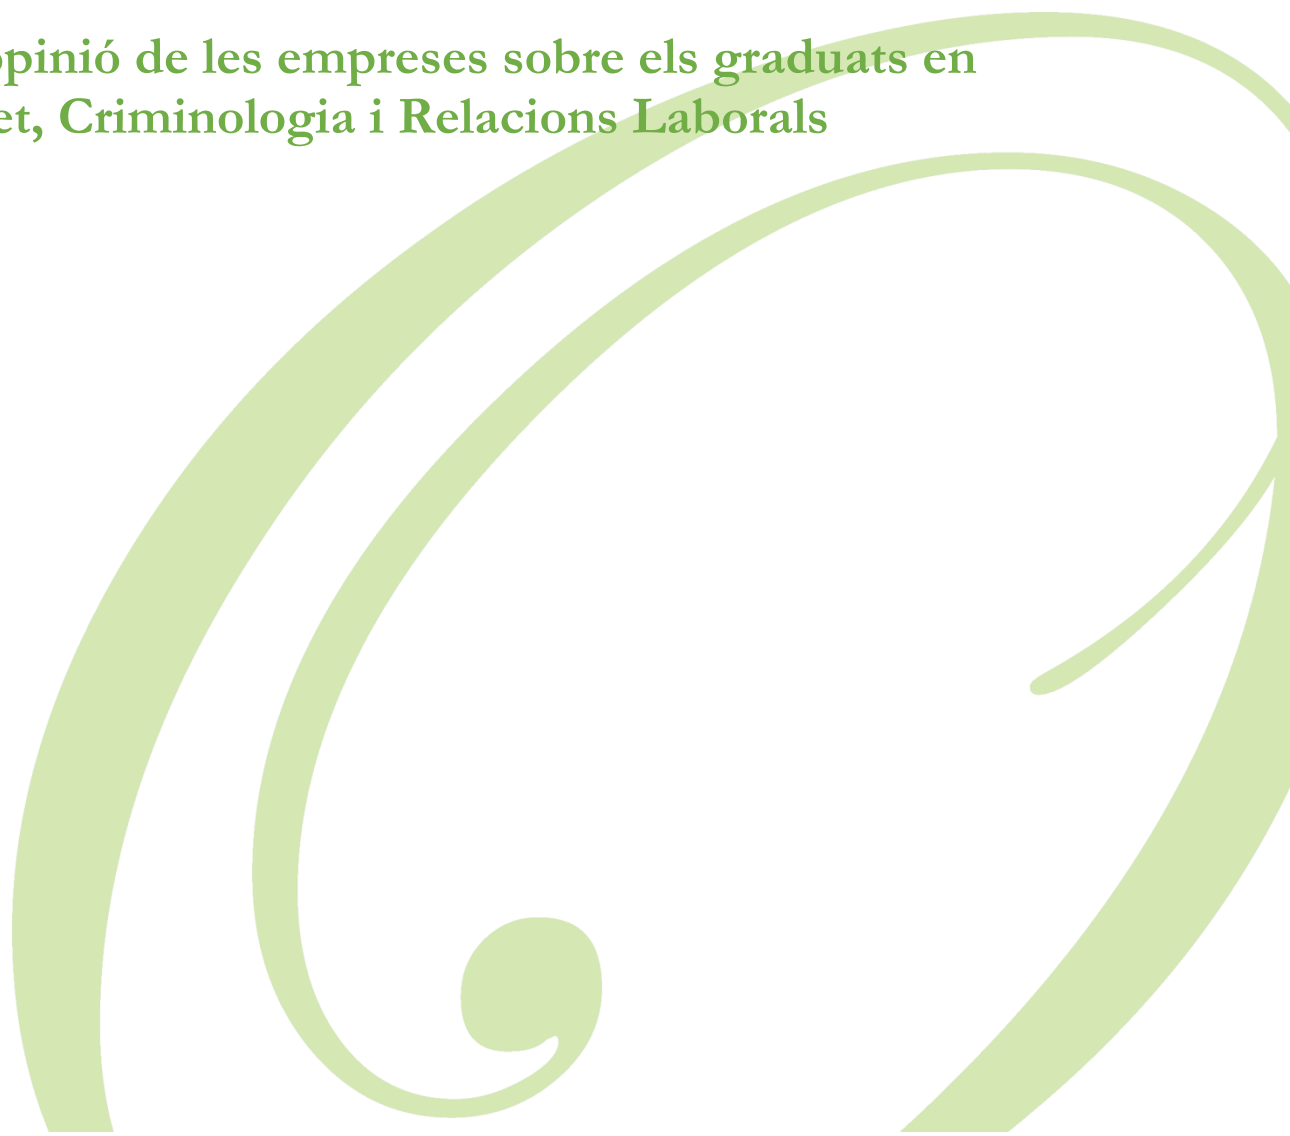 opinió de les empreses sobre els graduats en
et, Criminologia i Relacions Laborals